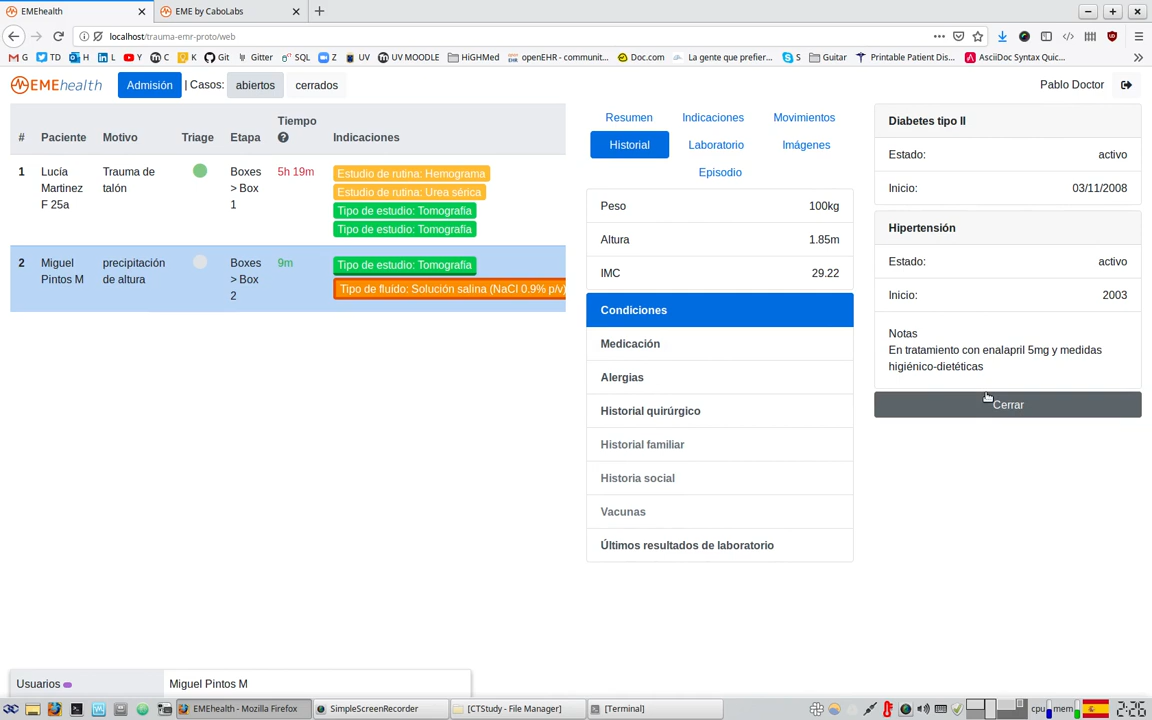 EMEhealth
EME by CaboLabs
localhost/trauma-emr-proto/web
G
TD
H
L
Y
C
K
Git
Gitter
SQL
Z
UV
UV MOODLE
HiGHMed
openEHR - communit...
Doc.com
La gente que prefier...
S
Guitar
Printable Patient Dis...
AsciiDoc Syntax Quic...
EMEhealth
Admisión
| Casos:
abiertos
cerrados
Pablo Doctor
# Paciente Motivo Triage Etapa Tiempo Indicaciones
1
Lucía Martinez F 25a
Trauma de talón
Boxes > Box 1
5h 19m
Estudio de rutina: Hemograma
Estudio de rutina: Urea sérica
Tipo de estudio: Tomografía
Tipo de estudio: Tomografía
2
Miguel Pintos M
precipitación de altura
Boxes > Box 2
9m
Tipo de estudio: Tomografía
Tipo de fluido: Solución salina (NaCl 0.9% p/v)
Resumen
Indicaciones
Movimientos
Historial
Laboratorio
Imágenes
Episodio
Peso 100kg
Altura 1.85m
IMC 29.22
Condiciones
Medicación
Alergias
Historial quirúrgico
Historial familiar
Historia social
Vacunas
Últimos resultados de laboratorio
Diabetes tipo II
Estado: activo
Inicio: 03/11/2008
Hipertensión
Estado: activo
Inicio: 2003
Notas
En tratamiento con enalapril 5mg y medidas
higiénico-dietéticas
Cerrar
Usuarios
Miguel Pintos M
EMEhealth - Mozilla Firefox
SimpleScreenRecorder
[CTStudy - File Manager]
[Terminal]
cpu
mem
2:26